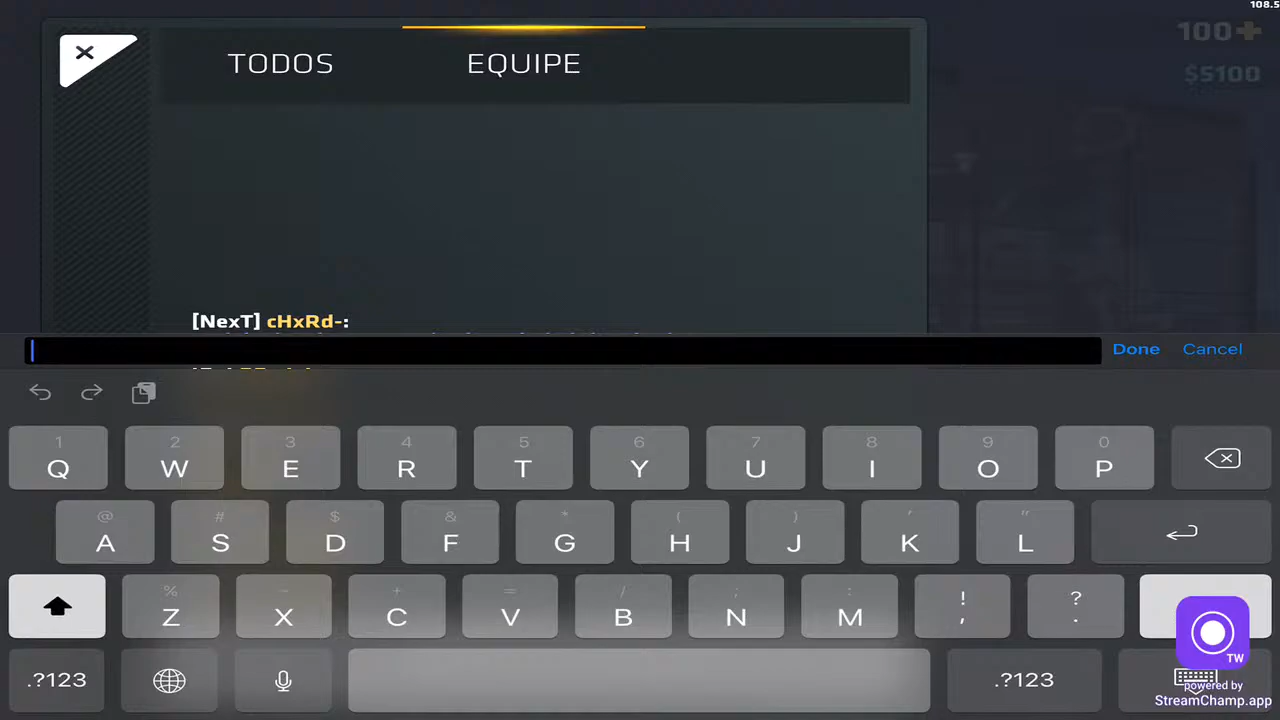 108.5
100+
$5100
TODOS EQUIPE
[NexT] cHxRd-:
Done Cancel
1 2 3 4 5 6 7 8 9 0
Q W E R T Y U I O P
@ # $ & * ( ) ' "
A S D F G H J K L
% - + = / ; : ! ?
Z X C V B N M , .
.?123 .?123
TW
powered by
StreamChamp.app